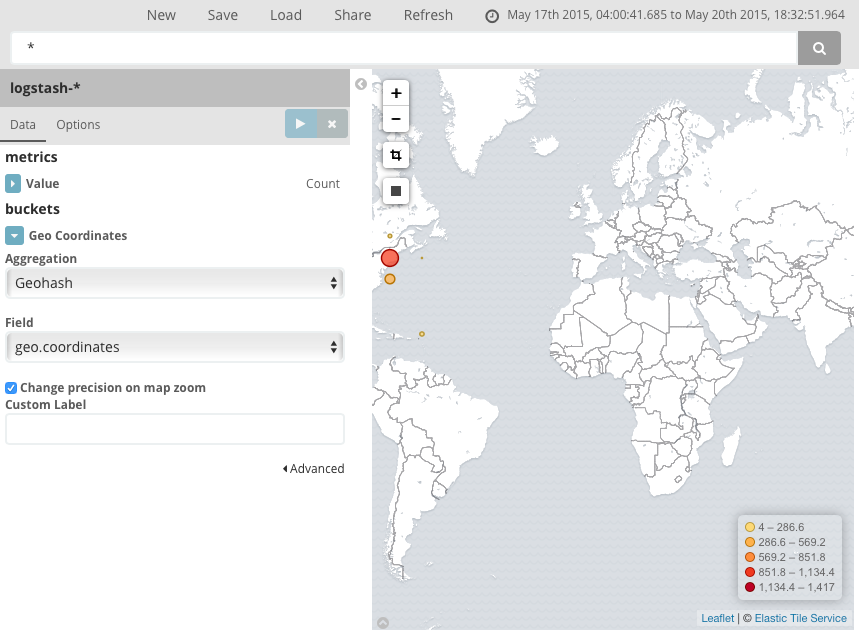 New Save Load Share Refresh May 17th 2015, 04:00:41.685 to May 20th 2015, 18:32:51.964
*
logstash-*
Data Options
metrics
Value Count
buckets
Geo Coordinates
Aggregation
Geohash
Field
geo.coordinates
Change precision on map zoom
Custom Label
Advanced
+
−
4 – 286.6
286.6 – 569.2
569.2 – 851.8
851.8 – 1,134.4
1,134.4 – 1,417
Leaflet | © Elastic Tile Service